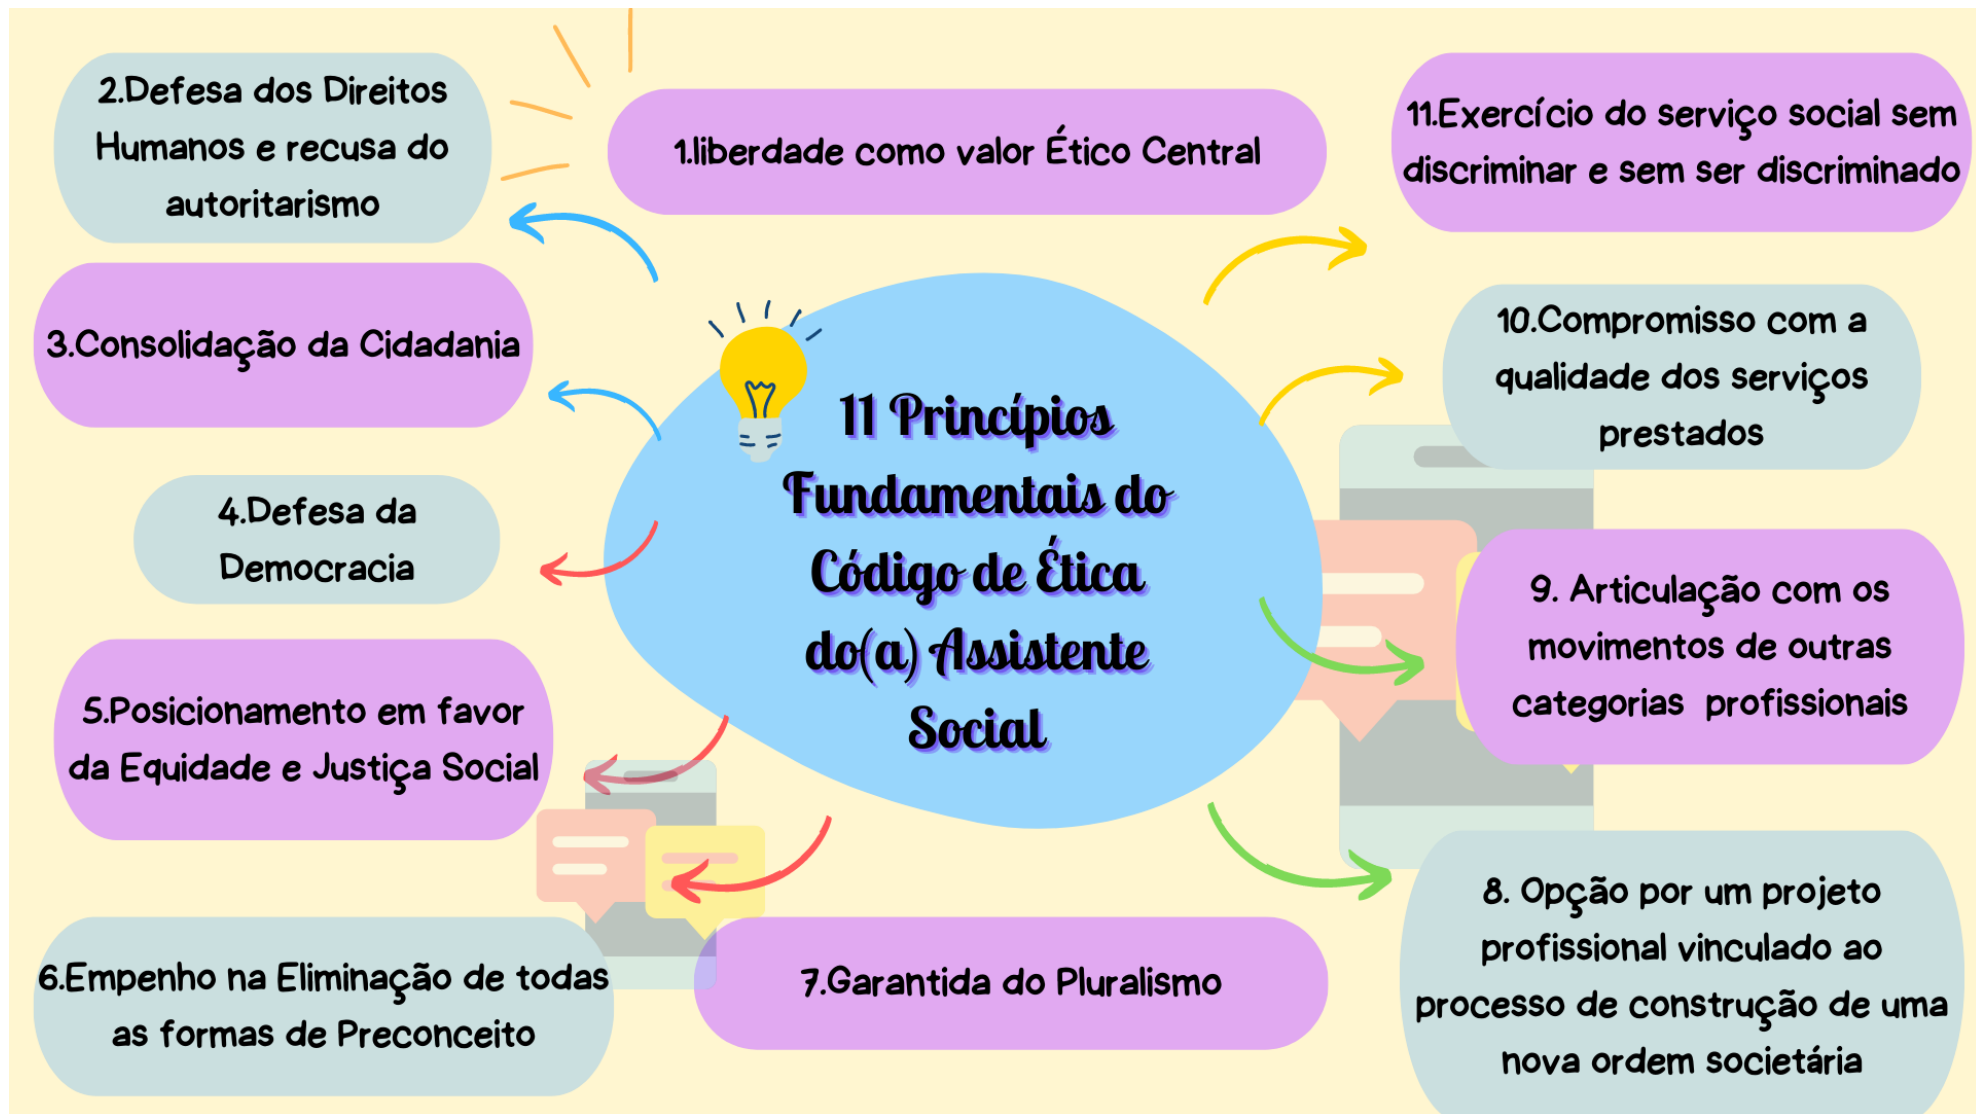 11 Princípios
Fundamentais do
Código de Ética
do(a) Assistente
Social
1.liberdade como valor Ético Central
2.Defesa dos Direitos
Humanos e recusa do
autoritarismo
3.Consolidação da Cidadania
4.Defesa da
Democracia
5.Posicionamento em favor
da Equidade e Justiça Social
6.Empenho na Eliminação de todas
as formas de Preconceito
7.Garantida do Pluralismo
8. Opção por um projeto
profissional vinculado ao
processo de construção de uma
nova ordem societária
9. Articulação com os
movimentos de outras
categorias profissionais
10.Compromisso com a
qualidade dos serviços
prestados
11.Exercício do serviço social sem
discriminar e sem ser discriminado